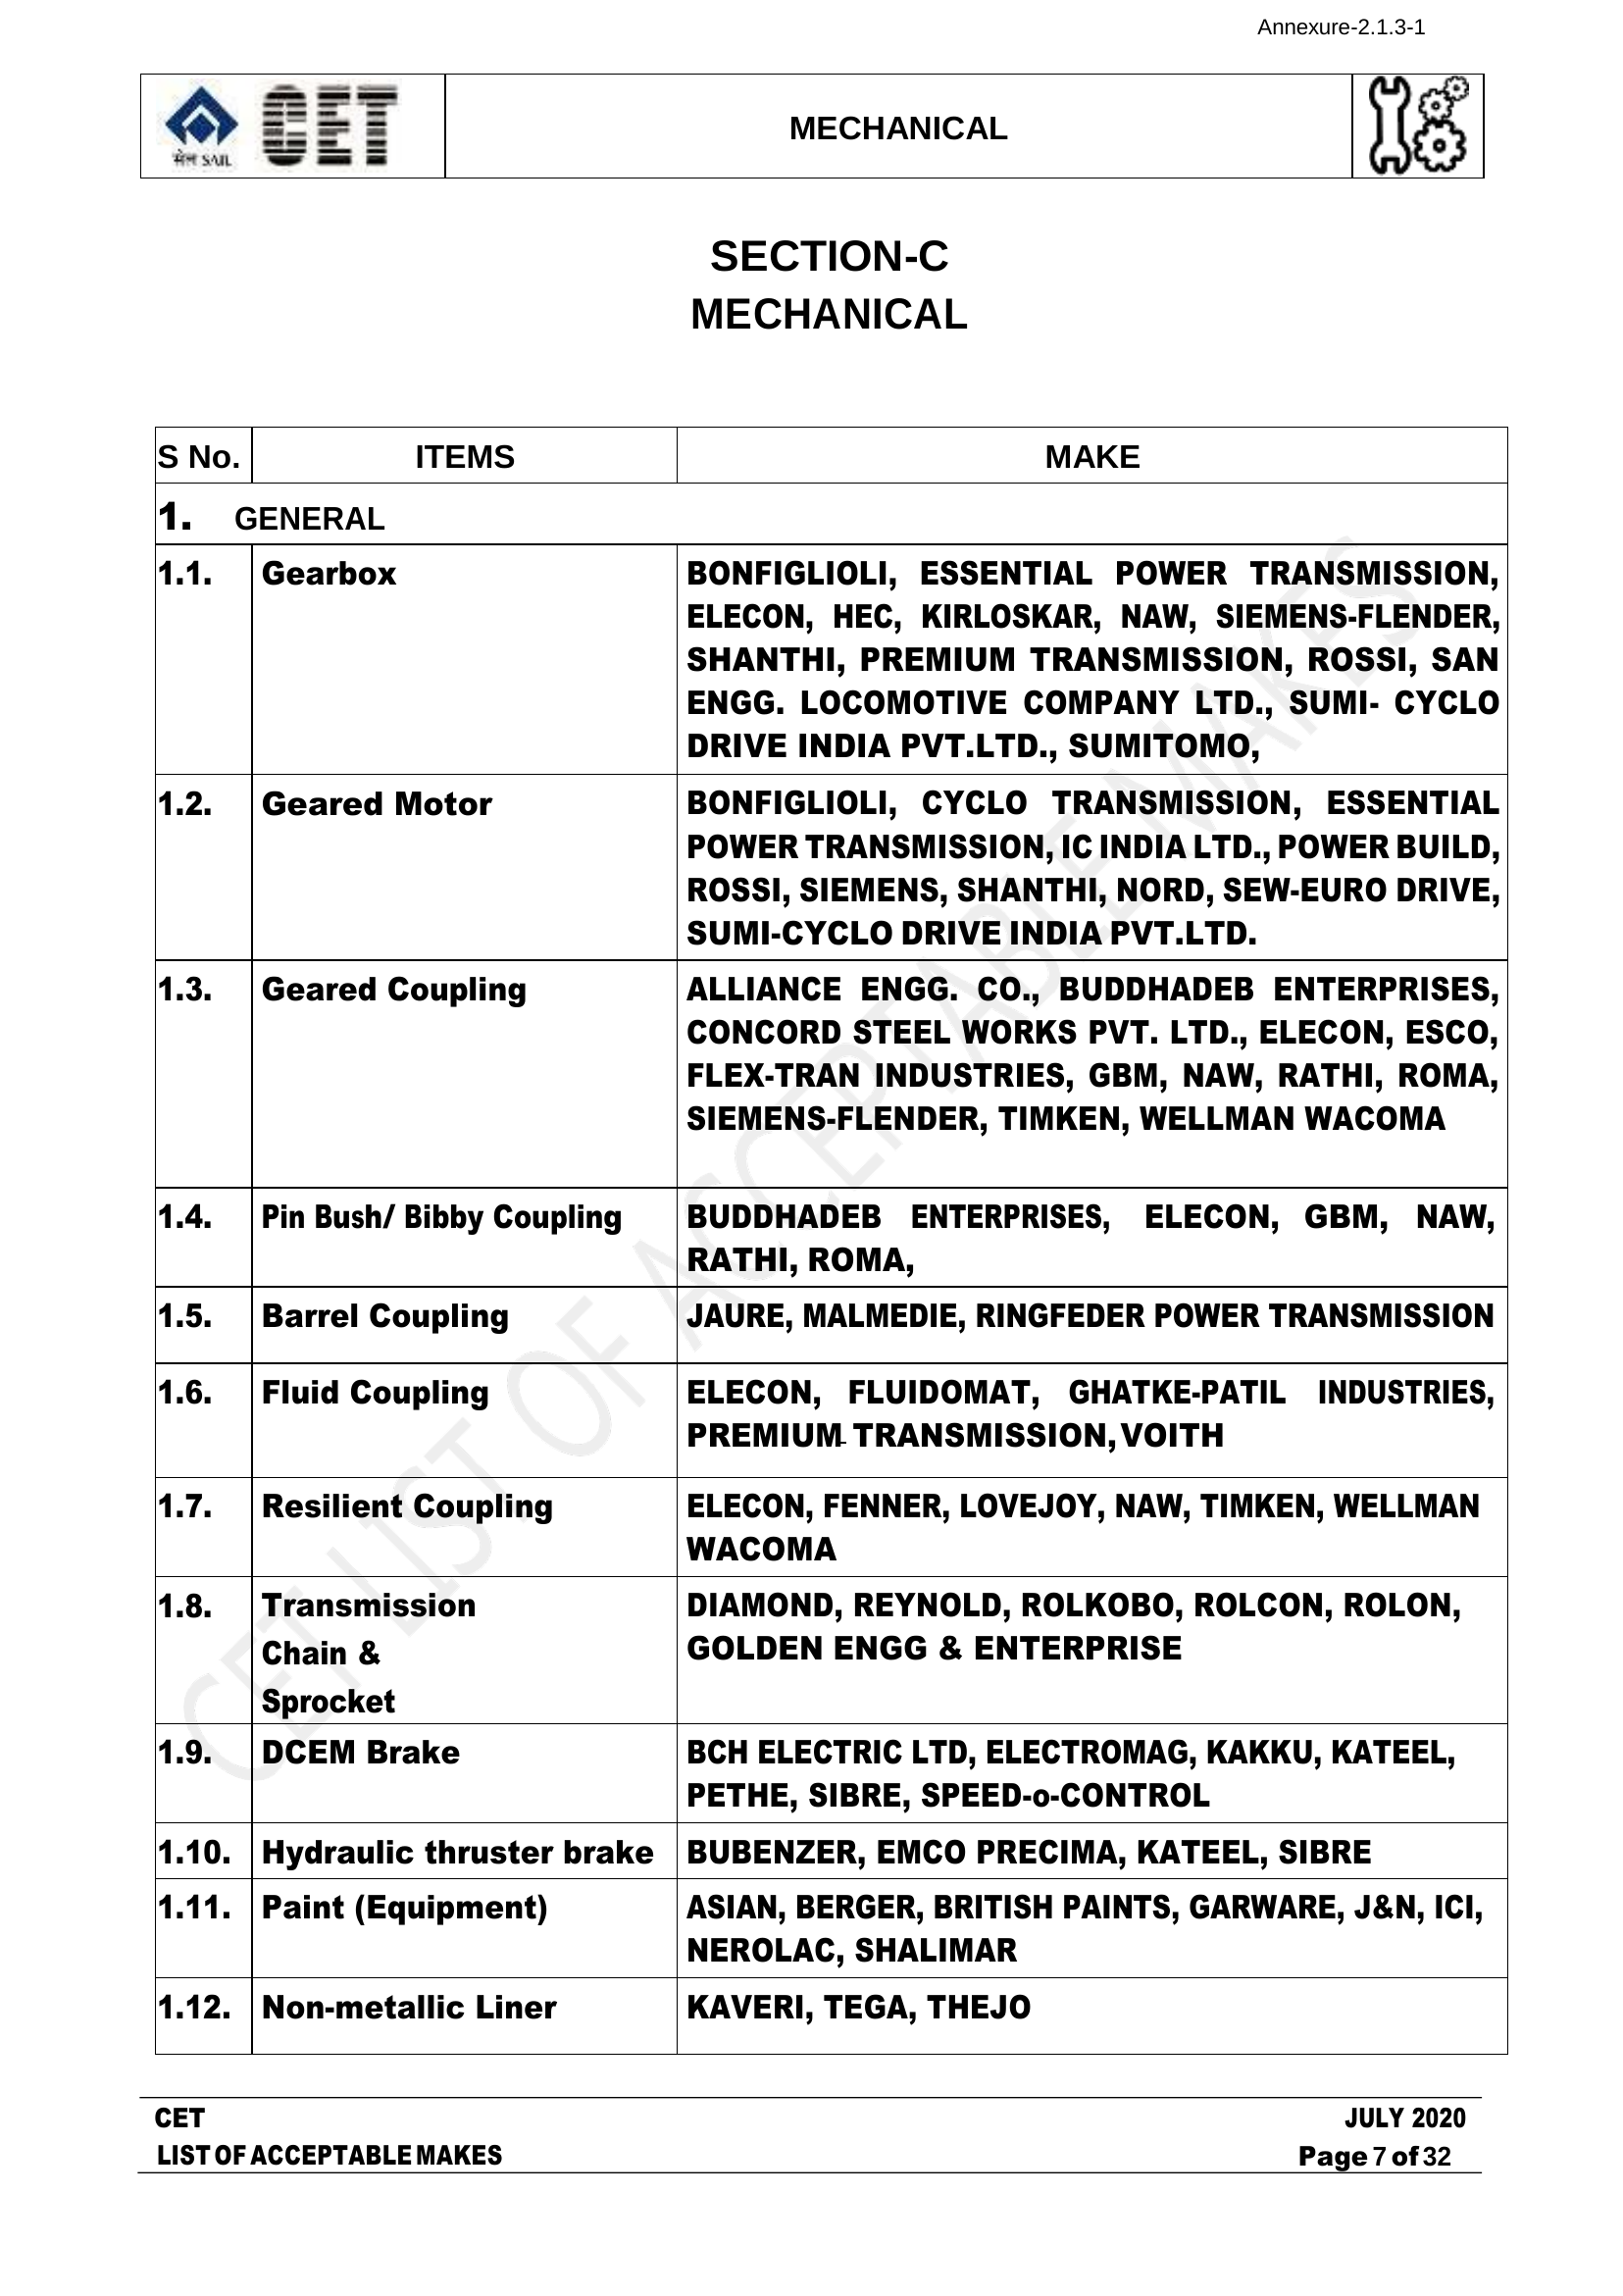 Annexure-2.1.3-1
सेल SAIL
CET
MECHANICAL
SECTION-C
MECHANICAL
S No. ITEMS MAKE
1. GENERAL
1.1. Gearbox BONFIGLIOLI, ESSENTIAL POWER TRANSMISSION,
ELECON, HEC, KIRLOSKAR, NAW, SIEMENS-FLENDER,
SHANTHI, PREMIUM TRANSMISSION, ROSSI, SAN
ENGG. LOCOMOTIVE COMPANY LTD., SUMI- CYCLO
DRIVE INDIA PVT.LTD., SUMITOMO,
1.2. Geared Motor BONFIGLIOLI, CYCLO TRANSMISSION, ESSENTIAL
POWER TRANSMISSION, IC INDIA LTD., POWER BUILD,
ROSSI, SIEMENS, SHANTHI, NORD, SEW-EURO DRIVE,
SUMI-CYCLO DRIVE INDIA PVT.LTD.
1.3. Geared Coupling ALLIANCE ENGG. CO., BUDDHADEB ENTERPRISES,
CONCORD STEEL WORKS PVT. LTD., ELECON, ESCO,
FLEX-TRAN INDUSTRIES, GBM, NAW, RATHI, ROMA,
SIEMENS-FLENDER, TIMKEN, WELLMAN WACOMA
1.4. Pin Bush/ Bibby Coupling BUDDHADEB ENTERPRISES, ELECON, GBM, NAW,
RATHI, ROMA,
1.5. Barrel Coupling JAURE, MALMEDIE, RINGFEDER POWER TRANSMISSION
1.6. Fluid Coupling ELECON, FLUIDOMAT, GHATKE-PATIL INDUSTRIES,
PREMIUM TRANSMISSION, VOITH
1.7. Resilient Coupling ELECON, FENNER, LOVEJOY, NAW, TIMKEN, WELLMAN
WACOMA
1.8. Transmission DIAMOND, REYNOLD, ROLKOBO, ROLCON, ROLON,
Chain & GOLDEN ENGG & ENTERPRISE
Sprocket
1.9. DCEM Brake BCH ELECTRIC LTD, ELECTROMAG, KAKKU, KATEEL,
PETHE, SIBRE, SPEED-o-CONTROL
1.10. Hydraulic thruster brake BUBENZER, EMCO PRECIMA, KATEEL, SIBRE
1.11. Paint (Equipment) ASIAN, BERGER, BRITISH PAINTS, GARWARE, J&N, ICI,
NEROLAC, SHALIMAR
1.12. Non-metallic Liner KAVERI, TEGA, THEJO
CET LIST OF ACCEPTABLE MAKES
CET JULY 2020
LIST OF ACCEPTABLE MAKES Page 7 of 32